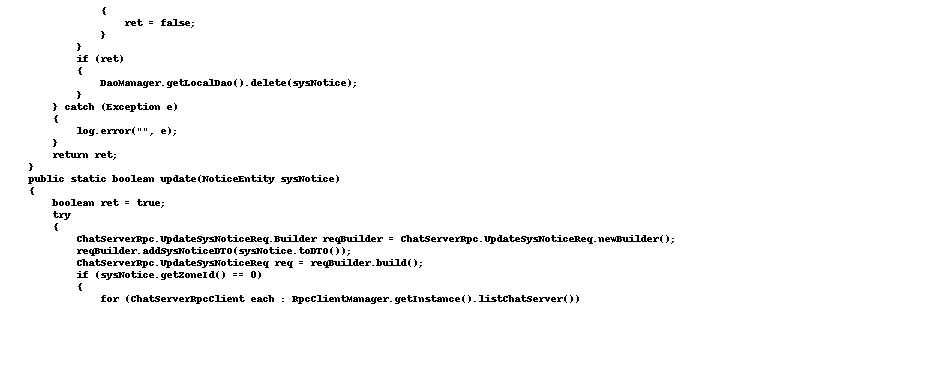 {
ret = false;
}
}
if (ret)
{
DaoManager.getLocalDao().delete(sysNotice);
}
} catch (Exception e)
{
log.error("", e);
}
return ret;
}
public static boolean update(NoticeEntity sysNotice)
{
boolean ret = true;
try
{
ChatServerRpc.UpdateSysNoticeReq.Builder reqBuilder = ChatServerRpc.UpdateSysNoticeReq.newBuilder();
reqBuilder.addSysNoticeDTO(sysNotice.toDTO());
ChatServerRpc.UpdateSysNoticeReq req = reqBuilder.build();
if (sysNotice.getZoneId() == 0)
{
for (ChatServerRpcClient each : RpcClientManager.getInstance().listChatServer())